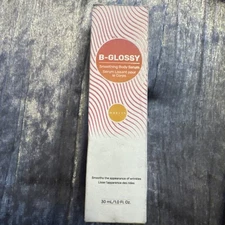 B-GLOSSY
Smoothing Body Serum
Sérum Lissant pour
le Corps
Smooths the appearance of wrinkles
Lisse l'apparence des rides
30 mL/1.0 Fl. Oz.